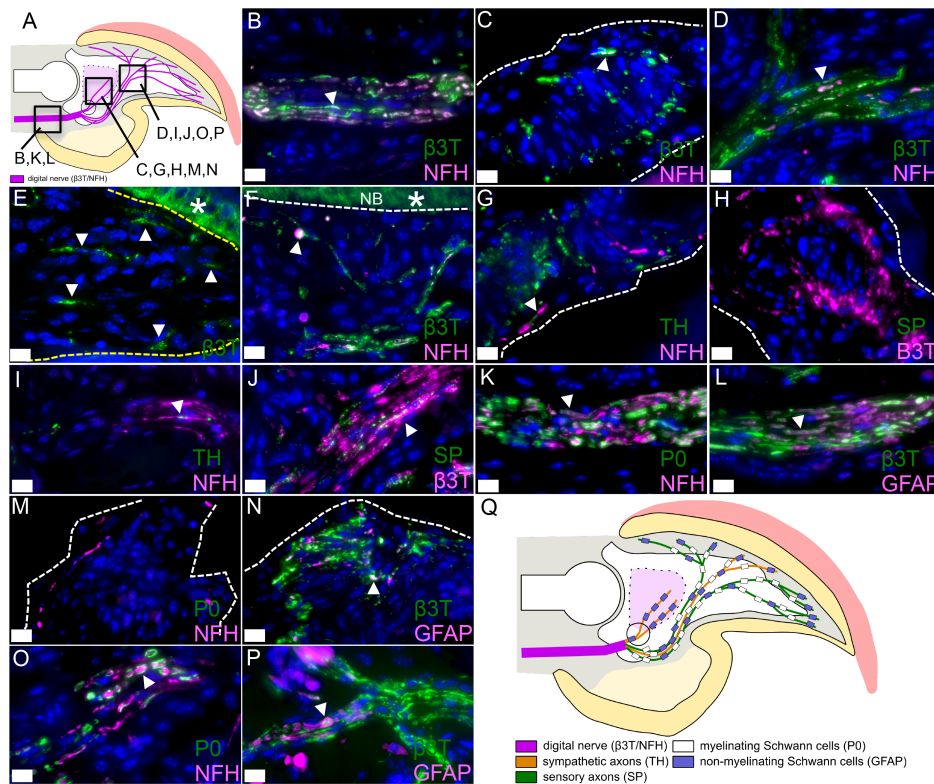 A
D,I,J,O,P
B,K,L
C,G,H,M,N
digital nerve (β3T/NFH)
B
β3T
NFH
C
β3T
NFH
D
β3T
NFH
E
*
β3T
F
NB
*
β3T
NFH
G
TH
NFH
H
SP
B3T
I
TH
NFH
J
SP
β3T
K
P0
NFH
L
β3T
GFAP
M
P0
NFH
N
β3T
GFAP
O
P0
NFH
P
β3T
GFAP
Q
digital nerve (β3T/NFH)
sympathetic axons (TH)
sensory axons (SP)
myelinating Schwann cells (P0)
non-myelinating Schwann cells (GFAP)